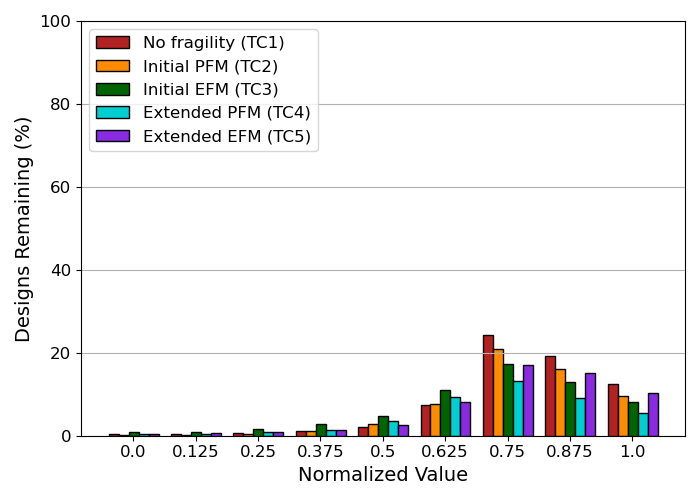 100
80
60
40
20
0
Designs Remaining (%)
No fragility (TC1)
Initial PFM (TC2)
Initial EFM (TC3)
Extended PFM (TC4)
Extended EFM (TC5)
0.0 0.125 0.25 0.375 0.5 0.625 0.75 0.875 1.0
Normalized Value